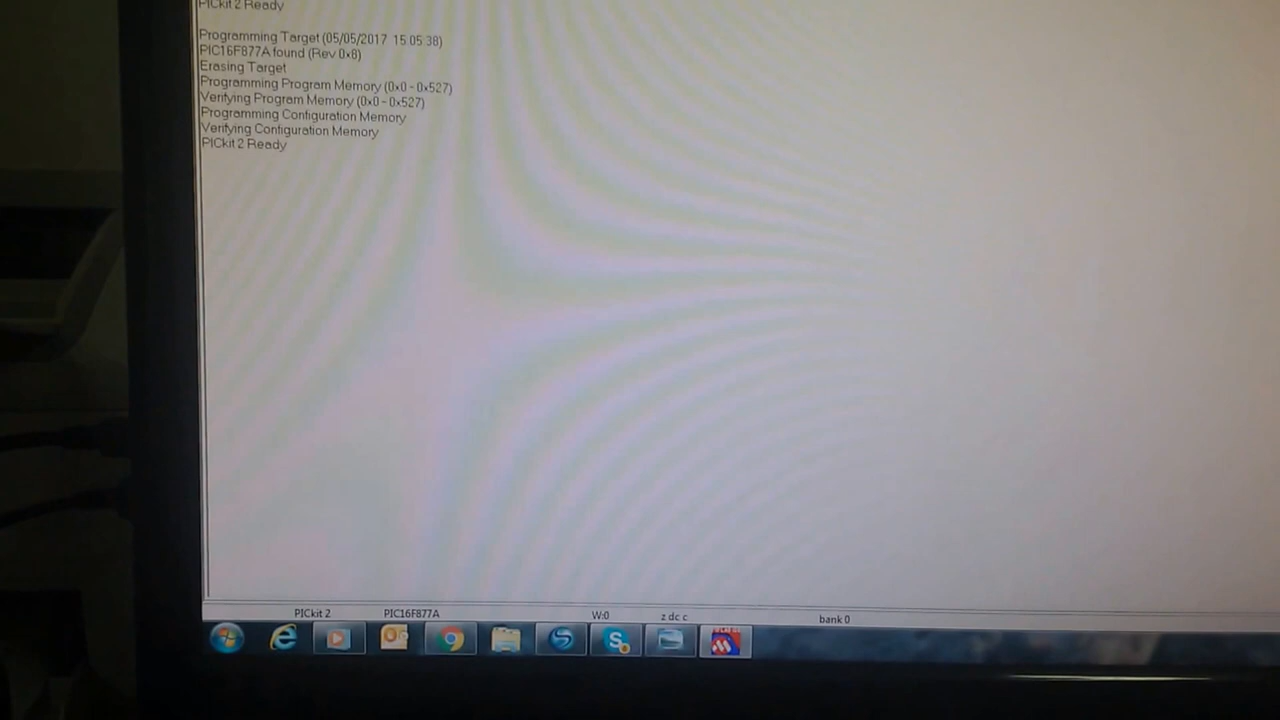 PICkit 2 Ready
Programming Target (05/05/2017 15:05:38)
PIC16F877A found (Rev 0x8)
Erasing Target
Programming Program Memory (0x0 - 0x527)
Verifying Program Memory (0x0 - 0x527)
Programming Configuration Memory
Verifying Configuration Memory
PICkit 2 Ready
PICkit 2 PIC16F877A W:0 z dc c bank 0